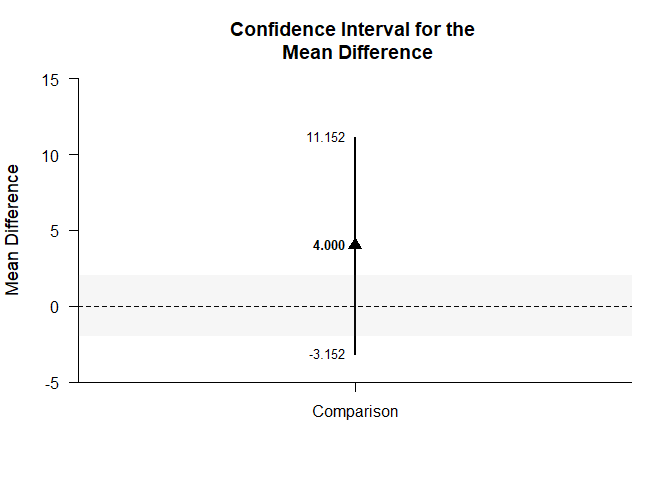 Confidence Interval for the
Mean Difference
Mean Difference
15
10
5
0
-5
11.152
4.000
-3.152
Comparison